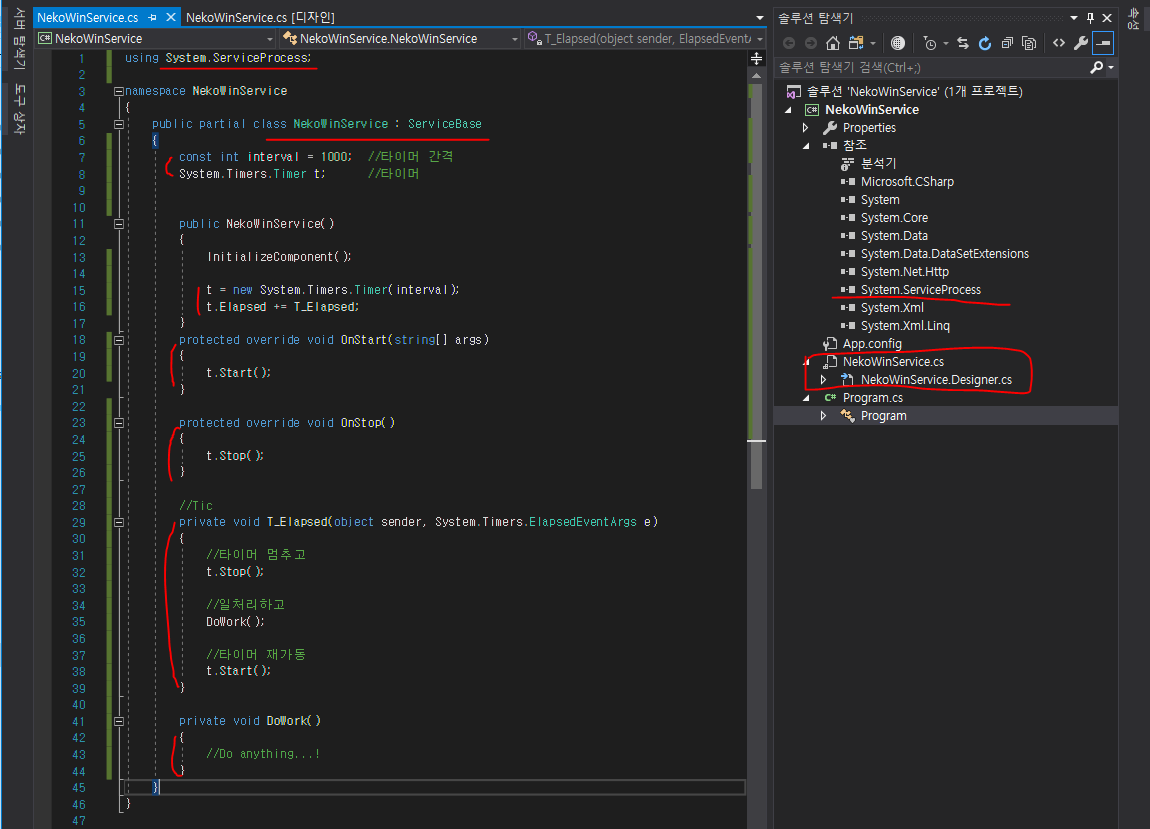 서버 탐색기
도구 상자
NekoWinService.cs
NekoWinService.cs [디자인]
NekoWinService
NekoWinService.NekoWinService
T_Elapsed(object sender, ElapsedEventAr
1 using System.ServiceProcess;
2
3 namespace NekoWinService
4 {
5 public partial class NekoWinService : ServiceBase
6 {
7 const int interval = 1000; //타이머 간격
8 System.Timers.Timer t; //타이머
9
10
11 public NekoWinService()
12 {
13 InitializeComponent();
14
15 t = new System.Timers.Timer(interval);
16 t.Elapsed += T_Elapsed;
17 }
18 protected override void OnStart(string[] args)
19 {
20 t.Start();
21 }
22
23 protected override void OnStop()
24 {
25 t.Stop();
26 }
27
28 //Tic
29 private void T_Elapsed(object sender, System.Timers.ElapsedEventArgs e)
30 {
31 //타이머 멈추고
32 t.Stop();
33
34 //일처리하고
35 DoWork();
36
37 //타이머 재가동
38 t.Start();
39 }
40
41 private void DoWork()
42 {
43 //Do anything...!
44 }
45 }
46 }
47
솔루션 탐색기
솔루션 탐색기 검색(Ctrl+;)
솔루션 'NekoWinService' (1개 프로젝트)
NekoWinService
Properties
참조
분석기
Microsoft.CSharp
System
System.Core
System.Data
System.Data.DataSetExtensions
System.Net.Http
System.ServiceProcess
System.Xml
System.Xml.Linq
App.config
NekoWinService.cs
NekoWinService.Designer.cs
Program.cs
Program
속성